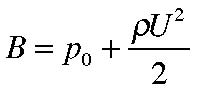 B = p₀ + ρU²/2